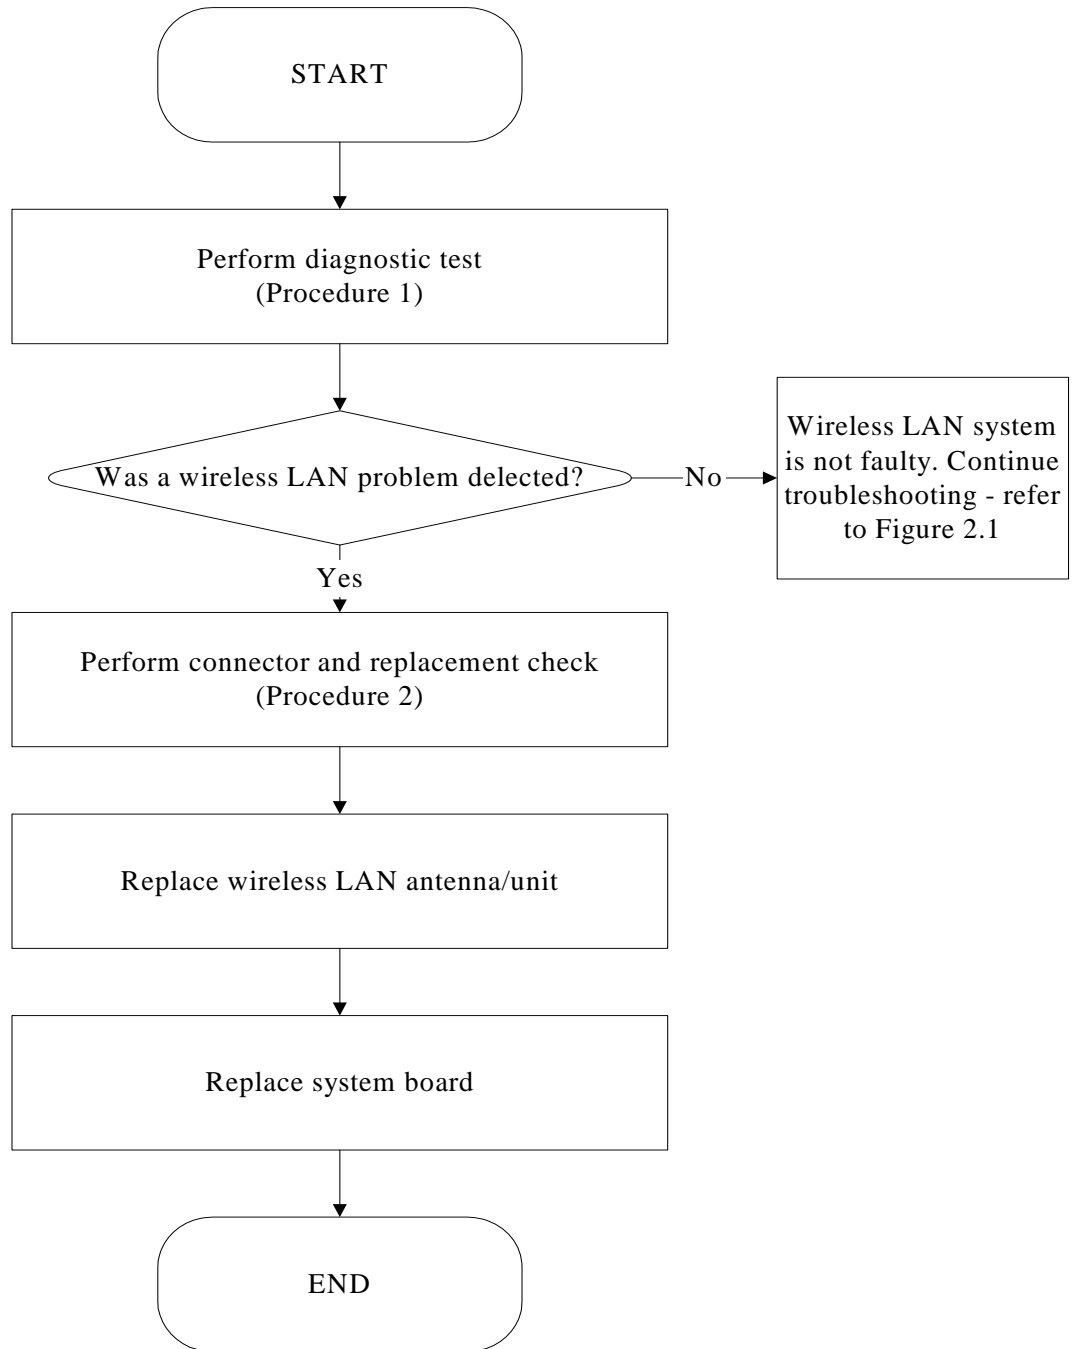 START
Perform diagnostic test
(Procedure 1)
Was a wireless LAN problem delected?
No
Wireless LAN system
is not faulty. Continue
troubleshooting - refer
to Figure 2.1
Yes
Perform connector and replacement check
(Procedure 2)
Replace wireless LAN antenna/unit
Replace system board
END